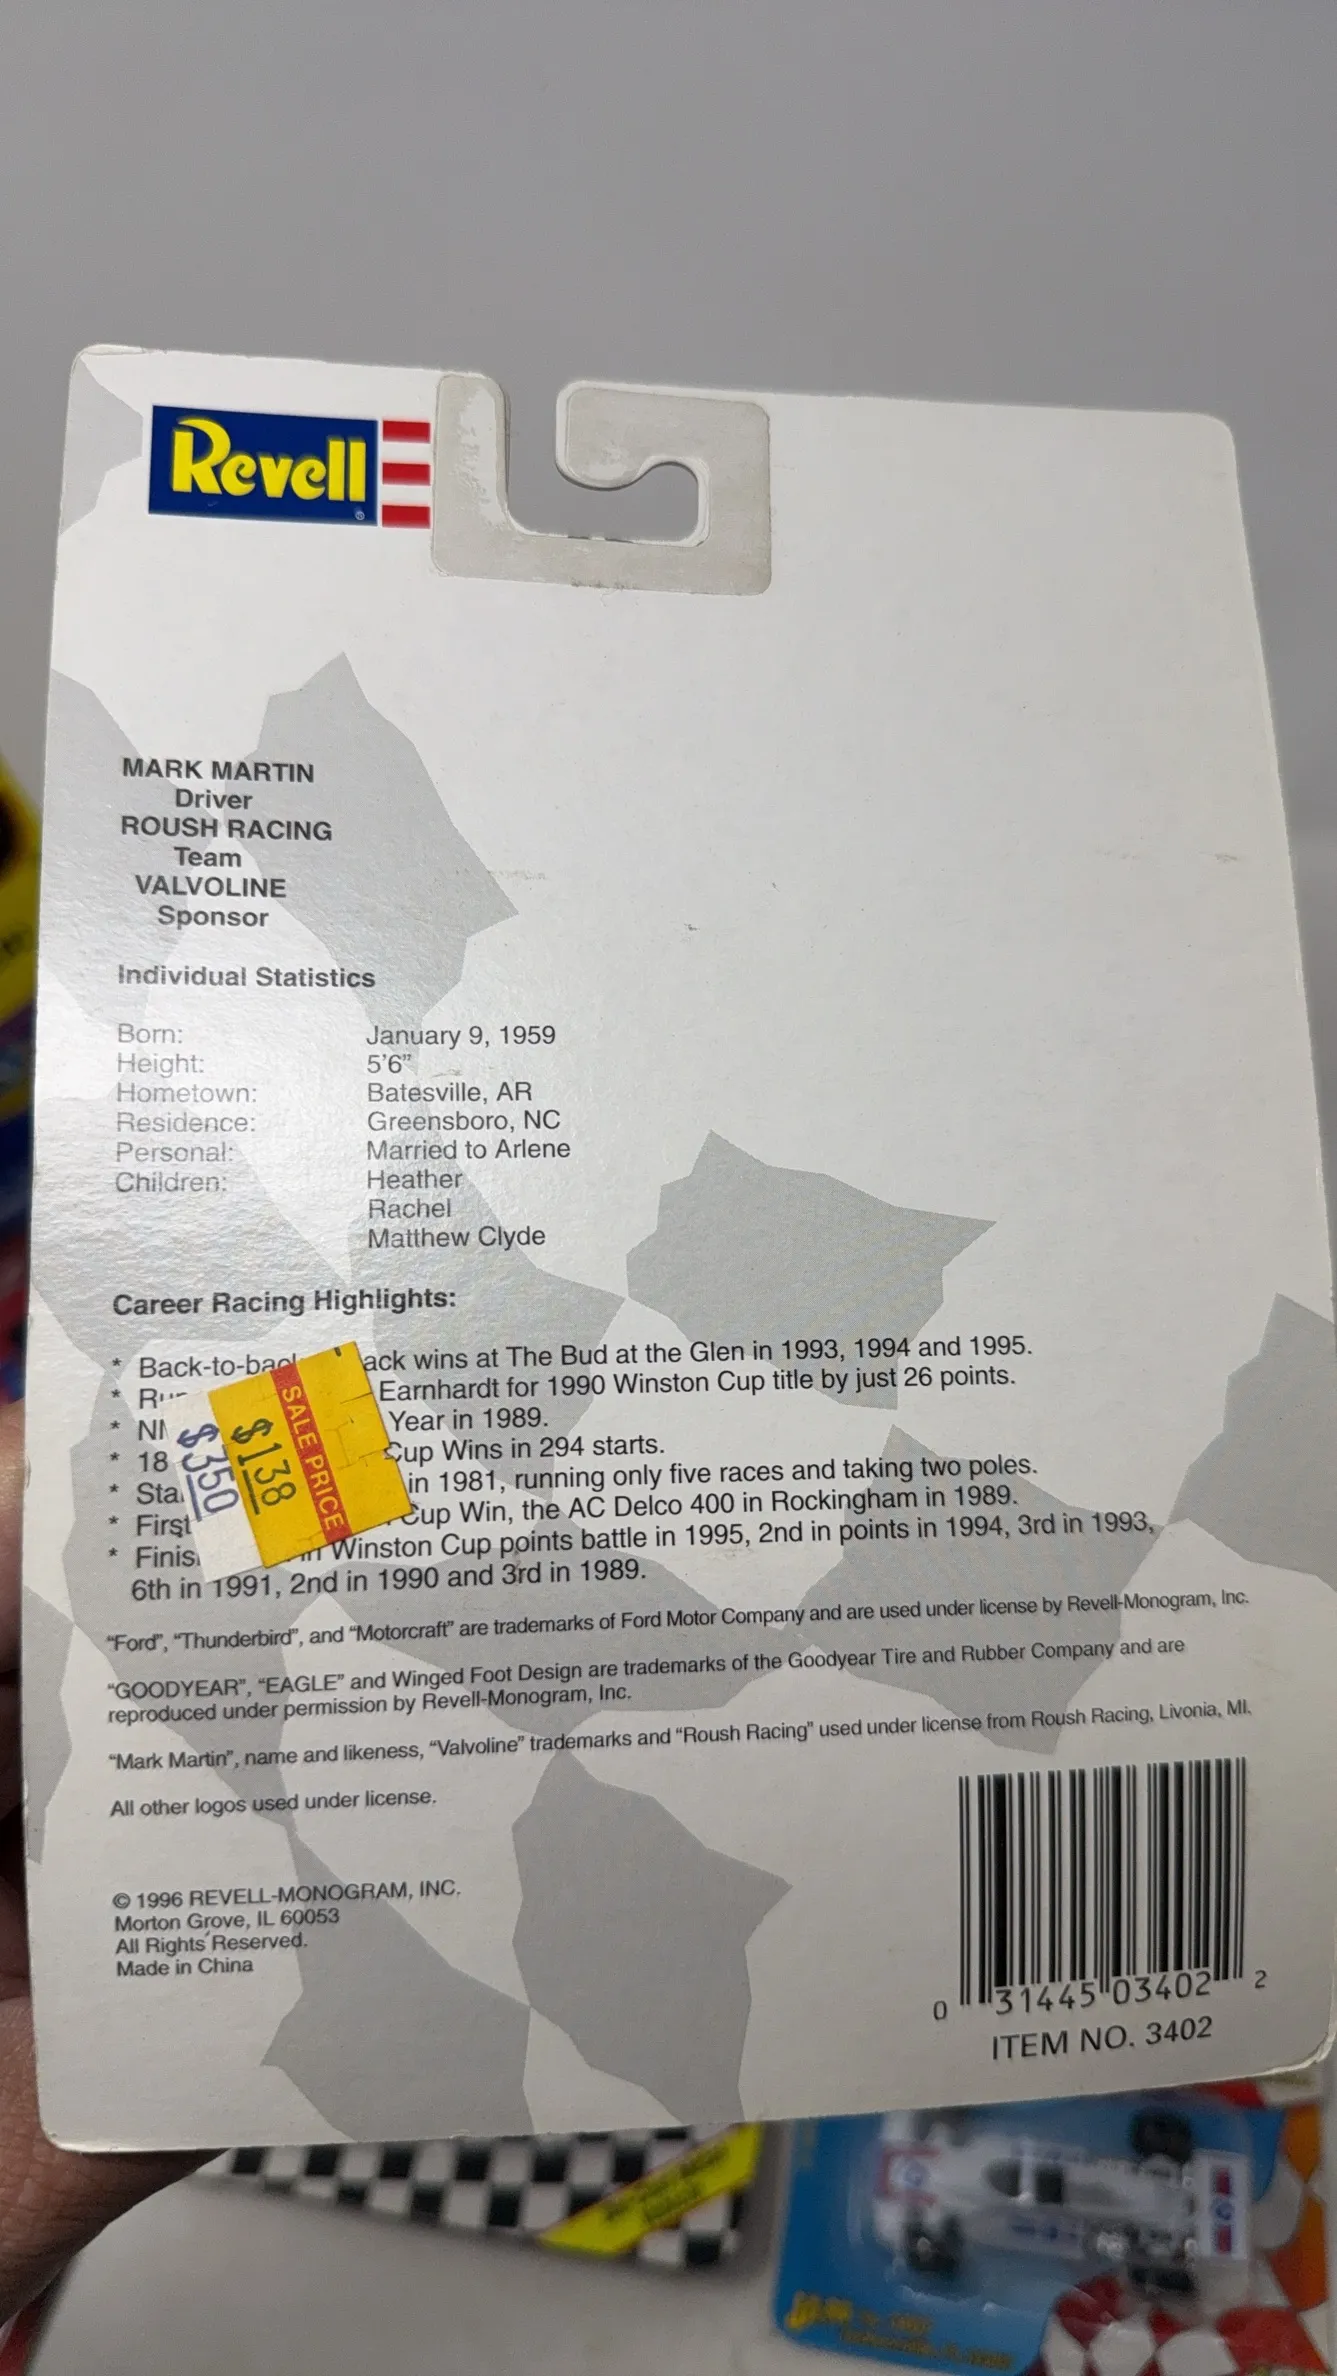 Revell
MARK MARTIN
Driver
ROUSH RACING
Team
VALVOLINE
Sponsor
Individual Statistics
Born: January 9, 1959
Height: 5'6"
Hometown: Batesville, AR
Residence: Greensboro, NC
Personal: Married to Arlene
Children: Heather
Rachel
Matthew Clyde
Career Racing Highlights:
* Back-to-bac ack wins at The Bud at the Glen in 1993, 1994 and 1995.
* Earnhardt for 1990 Winston Cup title by just 26 points.
* Year in 1989.
* 18 Cup Wins in 294 starts.
* Sta in 1981, running only five races and taking two poles.
* First Cup Win, the AC Delco 400 in Rockingham in 1989.
* Finis in Winston Cup points battle in 1995, 2nd in points in 1994, 3rd in 1993,
6th in 1991, 2nd in 1990 and 3rd in 1989.
SALE PRICE
$138
$350
"Ford", "Thunderbird", and "Motorcraft" are trademarks of Ford Motor Company and are used under license by Revell-Monogram, Inc.
"GOODYEAR", "EAGLE" and Winged Foot Design are trademarks of the Goodyear Tire and Rubber Company and are
reproduced under permission by Revell-Monogram, Inc.
"Mark Martin", name and likeness, "Valvoline" trademarks and "Roush Racing" used under license from Roush Racing, Livonia, MI.
All other logos used under license.
© 1996 REVELL-MONOGRAM, INC.
Morton Grove, IL 60053
All Rights Reserved.
Made in China
0 31445 03402 2
ITEM NO. 3402